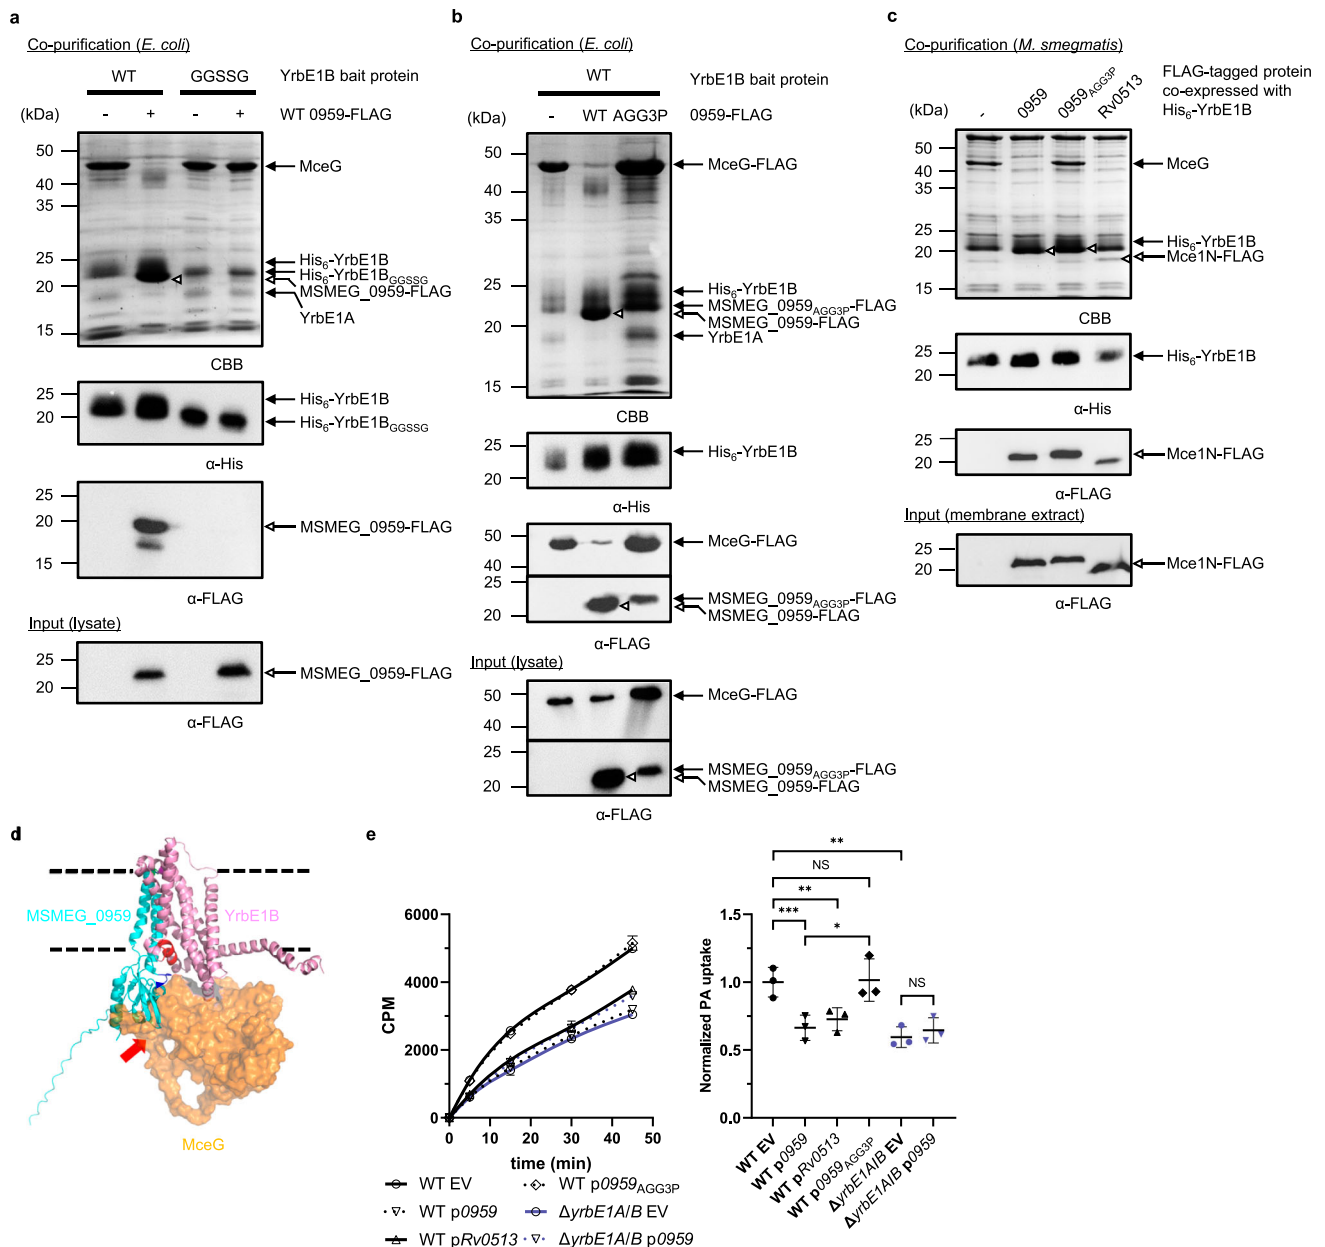 a
Co-purification (E. coli)
WT GGSSG YrbE1B bait protein
(kDa) - + - + WT 0959-FLAG
50
40
35
25
20
15
MceG
His6-YrbE1B
His6-YrbE1BGGSSG
MSMEG_0959-FLAG
YrbE1A
CBB
25
20
His6-YrbE1B
His6-YrbE1BGGSSG
α-His
25
20
15
MSMEG_0959-FLAG
α-FLAG
Input (lysate)
25
20
MSMEG_0959-FLAG
α-FLAG
b
Co-purification (E. coli)
WT YrbE1B bait protein
(kDa) - WT AGG3P 0959-FLAG
50
40
35
25
20
15
MceG-FLAG
His6-YrbE1B
MSMEG_0959AGG3P-FLAG
MSMEG_0959-FLAG
YrbE1A
CBB
25
20
His6-YrbE1B
α-His
50
40
25
20
MceG-FLAG
MSMEG_0959AGG3P-FLAG
MSMEG_0959-FLAG
α-FLAG
Input (lysate)
50
40
25
20
MceG-FLAG
MSMEG_0959AGG3P-FLAG
MSMEG_0959-FLAG
α-FLAG
c
Co-purification (M. smegmatis)
(kDa) - 0959 0959AGG3P Rv0513
FLAG-tagged protein
co-expressed with
His6-YrbE1B
50
40
35
25
20
15
MceG
His6-YrbE1B
Mce1N-FLAG
CBB
25
20
His6-YrbE1B
α-His
25
20
Mce1N-FLAG
α-FLAG
Input (membrane extract)
25
20
Mce1N-FLAG
α-FLAG
d
MSMEG_0959
YrbE1B
MceG
e
CPM
6000
4000
2000
0
0 10 20 30 40 50
time (min)
WT EV
WT p0959
WT pRv0513
WT p0959AGG3P
ΔyrbE1A/B EV
ΔyrbE1A/B p0959
Normalized PA uptake
1.5
1.0
0.5
0.0
**
NS
**
***
*
NS
WT EV
WT p0959
WT pRv0513
WT p0959AGG3P
ΔyrbE1A/B EV
ΔyrbE1A/B p0959